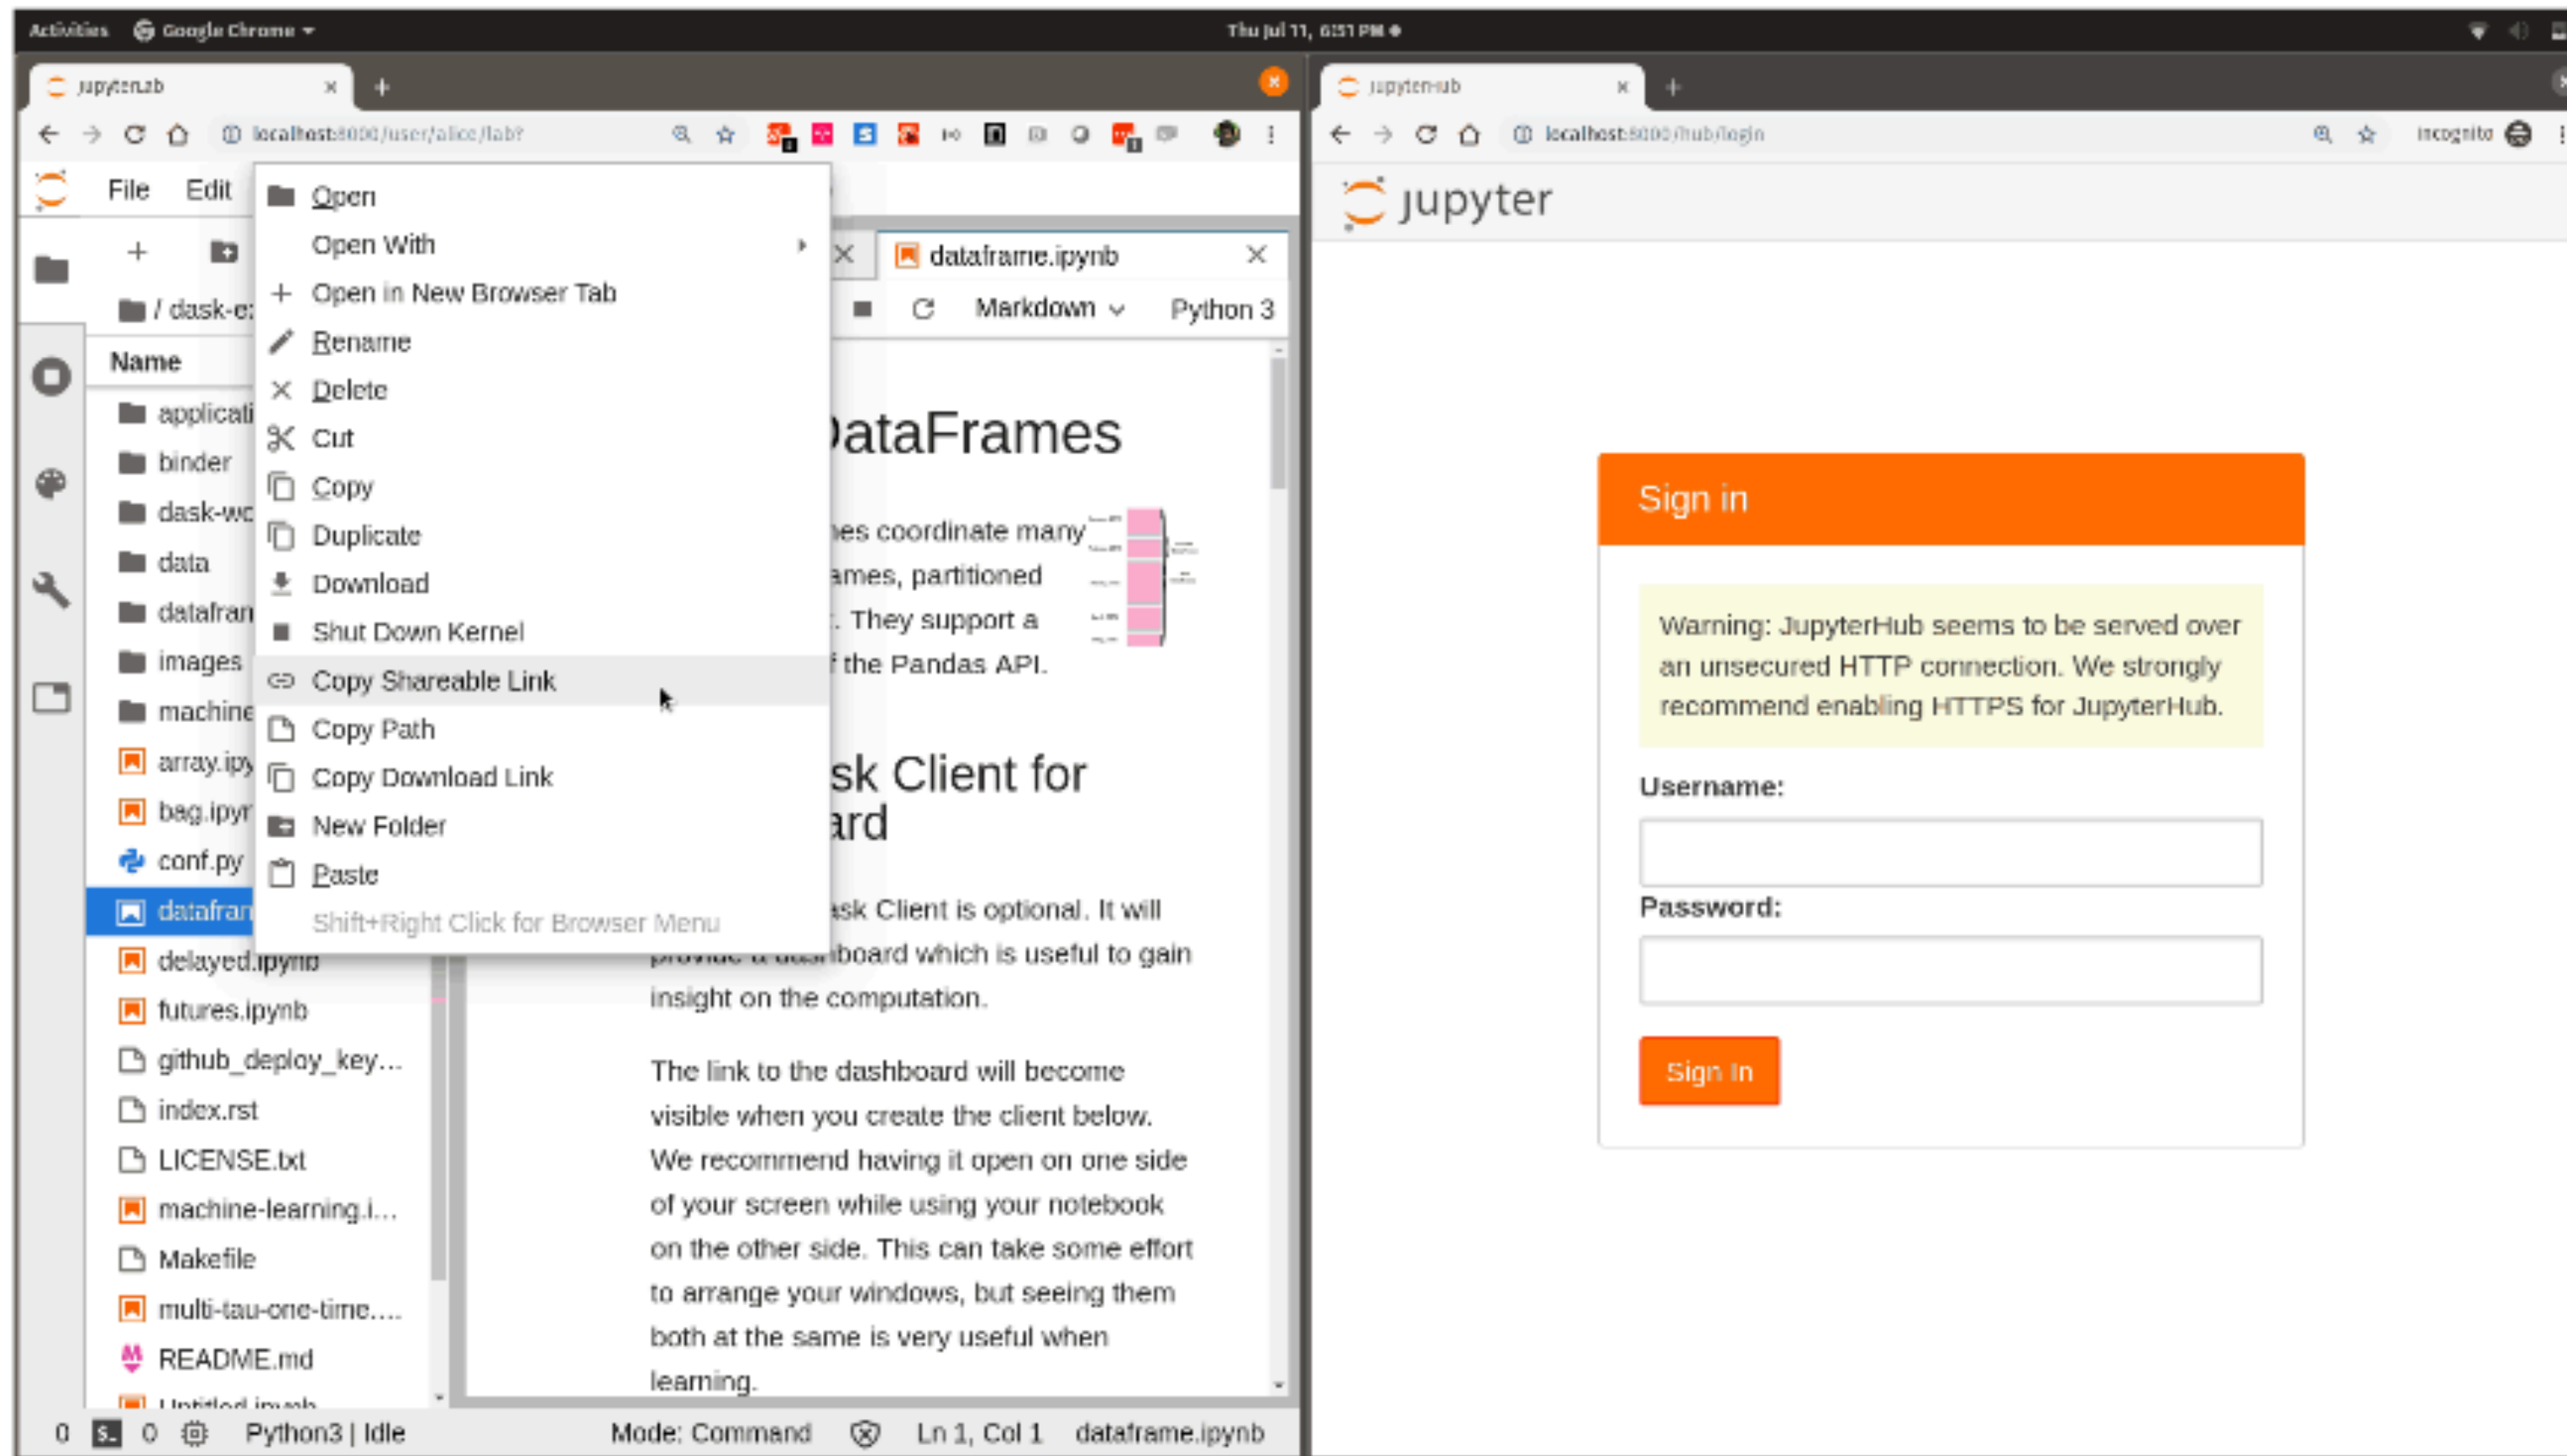 Activities Google Chrome Thu Jul 11, 6:51 PM
JupyterLab
localhost:8000/user/alice/lab?
File Edit
/ dask-e
Name
applicati
binder
dask-wo
data
datafran
images
machine
array.ipy
bag.ipyr
conf.py
datafran
delayed.ipynb
futures.ipynb
github_deploy_key...
index.rst
LICENSE.txt
machine-learning.i...
Makefile
multi-tau-one-time....
README.md
Untitled.ipynb
Open
Open With
Open in New Browser Tab
Rename
Delete
Cut
Copy
Duplicate
Download
Shut Down Kernel
Copy Shareable Link
Copy Path
Copy Download Link
New Folder
Paste
Shift+Right Click for Browser Menu
dataframe.ipynb
Markdown Python 3
DataFrames
nes coordinate many
ames, partitioned
. They support a
f the Pandas API.
sk Client for
ard
ask Client is optional. It will
provide a dashboard which is useful to gain
insight on the computation.
The link to the dashboard will become
visible when you create the client below.
We recommend having it open on one side
of your screen while using your notebook
on the other side. This can take some effort
to arrange your windows, but seeing them
both at the same is very useful when
learning.
0 0 Python3 | Idle Mode: Command Ln 1, Col 1 dataframe.ipynb
JupyterHub
localhost:8000/hub/login Incognito
jupyter
Sign in
Warning: JupyterHub seems to be served over
an unsecured HTTP connection. We strongly
recommend enabling HTTPS for JupyterHub.
Username:
Password:
Sign In